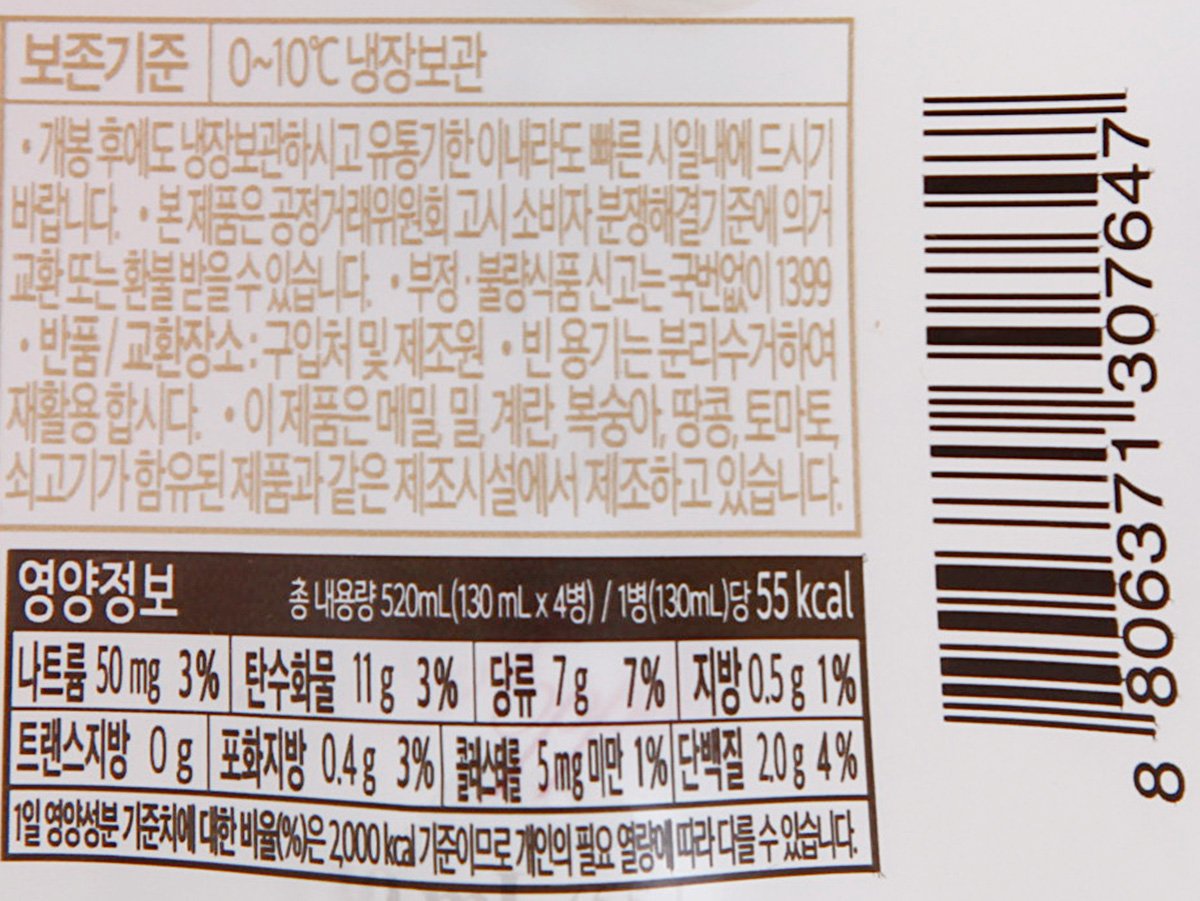 보존기준 0~10℃ 냉장보관
• 개봉 후에도 냉장보관하시고 유통기한 이내라도 빠른 시일내에 드시기
바랍니다. • 본 제품은 공정거래위원회 고시 소비자 분쟁해결기준에 의거
교환 또는 환불 받을 수 있습니다. • 부정·불량식품 신고는 국번없이 1399
• 반품/교환장소 : 구입처 및 제조원 • 빈 용기는 분리수거하여
재활용 합시다. • 이 제품은 메밀, 밀, 계란, 복숭아, 땅콩, 토마토,
쇠고기가 함유된 제품과 같은 제조시설에서 제조하고 있습니다.
영양정보 총 내용량 520mL(130 mL x 4병) / 1병(130mL)당 55 kcal
나트륨 50 mg 3% 탄수화물 11 g 3% 당류 7 g 7% 지방 0.5 g 1%
트랜스지방 0 g 포화지방 0.4 g 3% 콜레스테롤 5 mg 미만 1% 단백질 2.0 g 4%
1일 영양성분 기준치에 대한 비율(%)은 2,000 kcal 기준이므로 개인의 필요 열량에 따라 다를 수 있습니다.
8 806371 307647